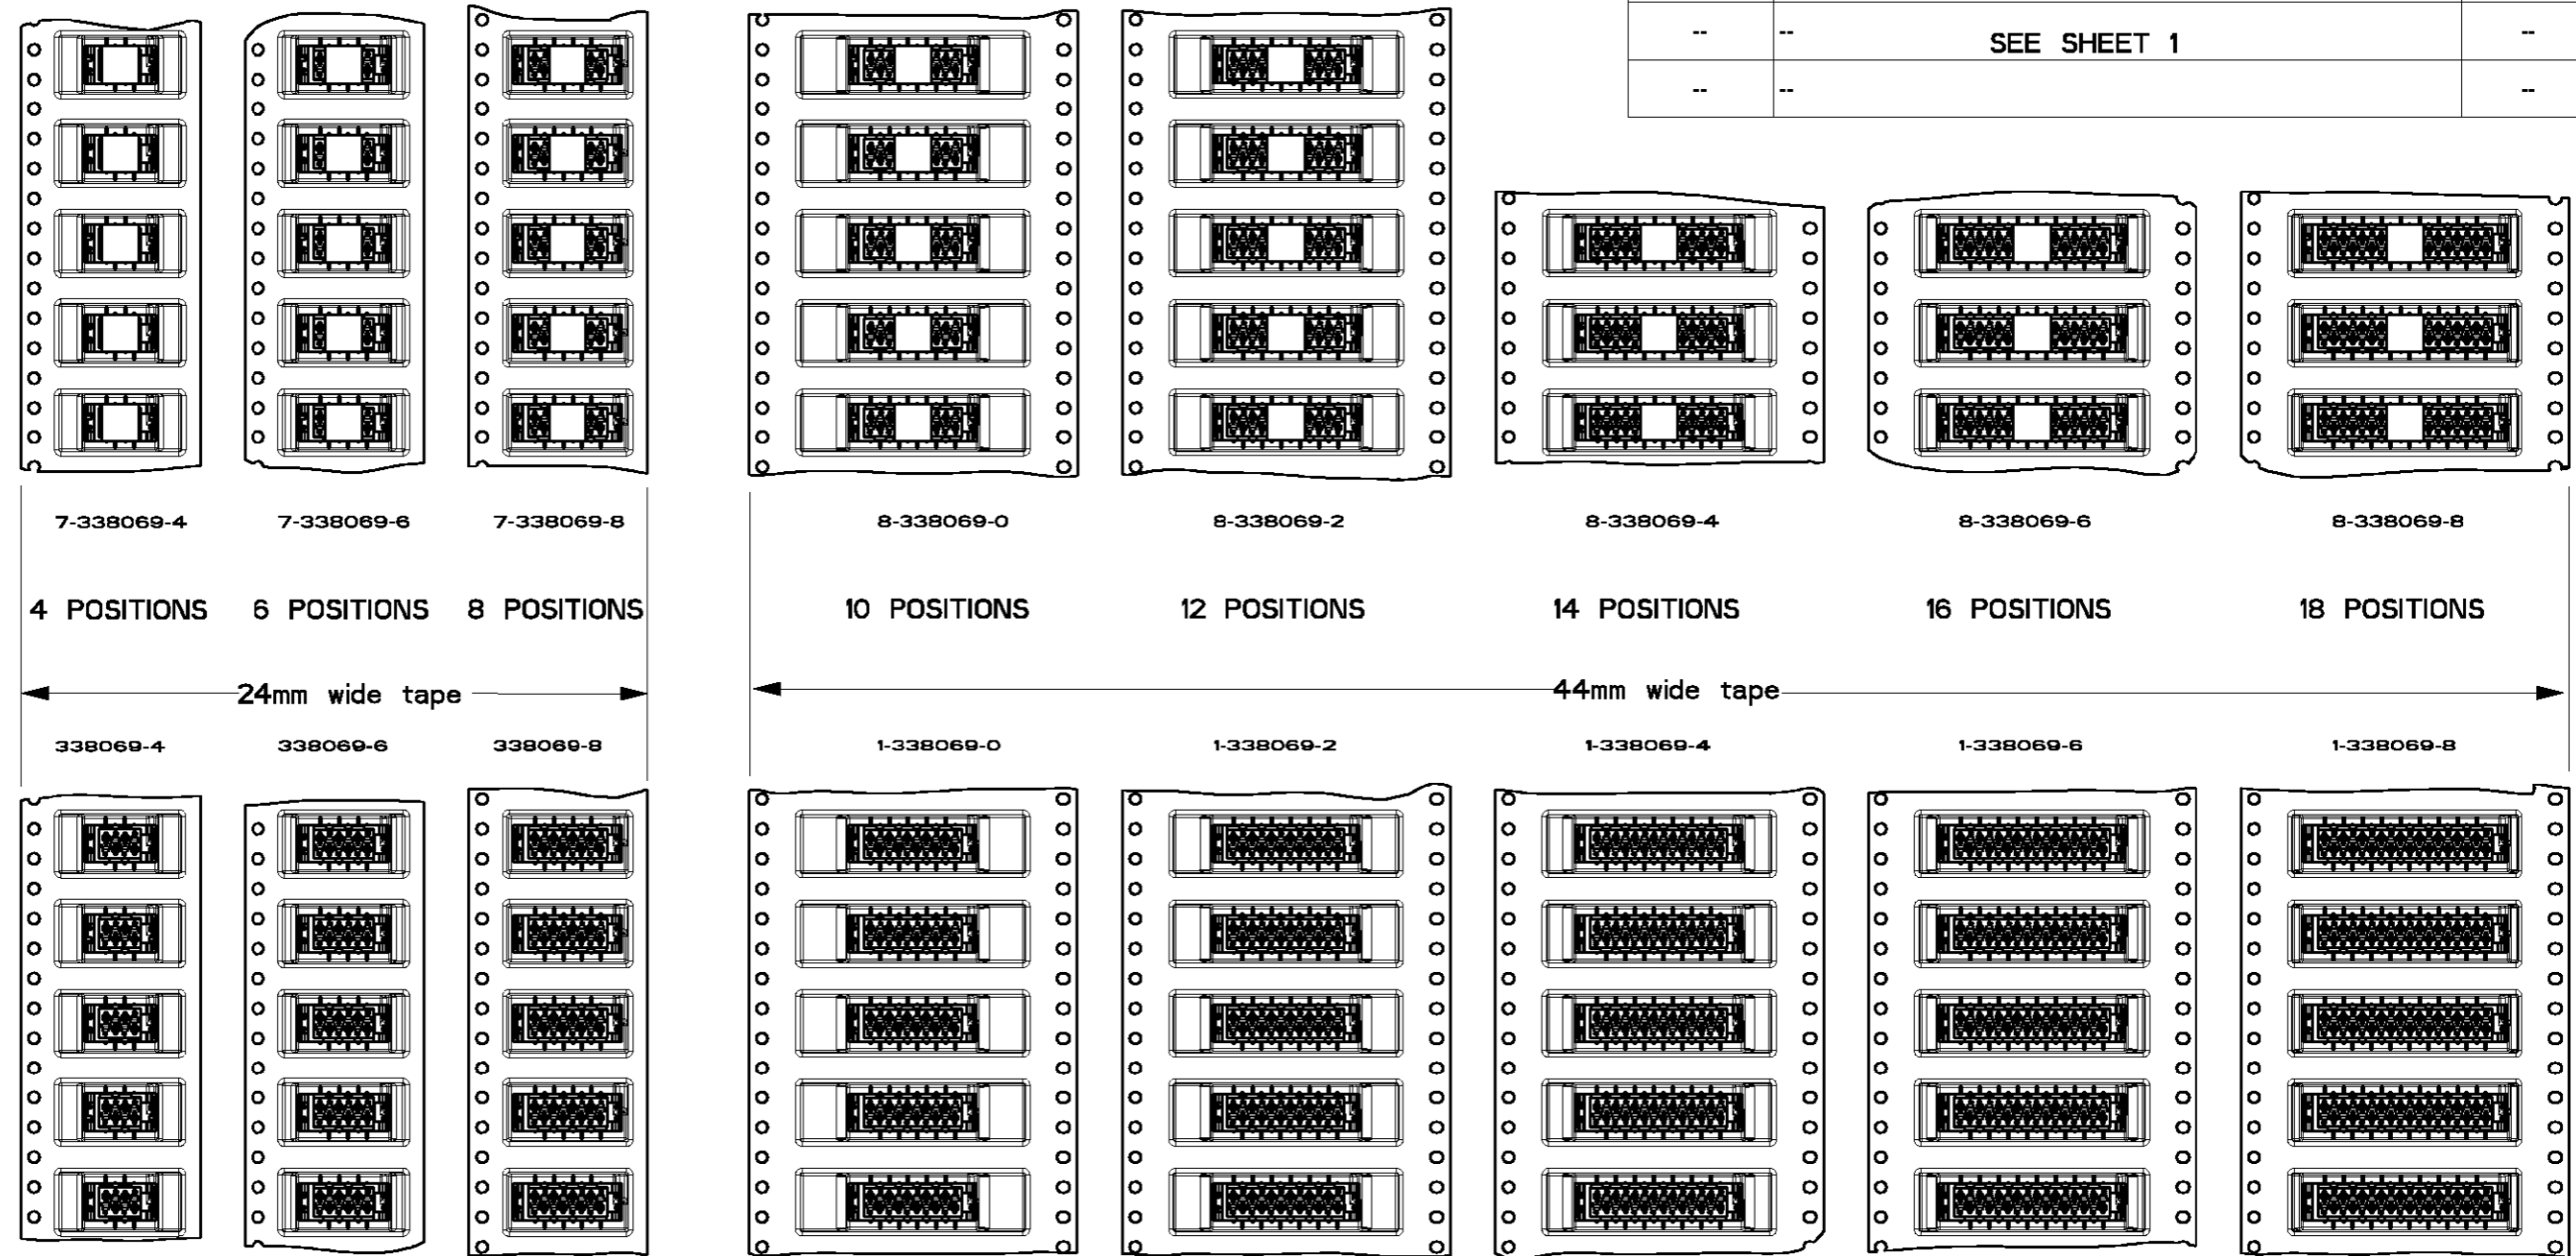 -- -- SEE SHEET 1 --
-- -- --
7-338069-4 7-338069-6 7-338069-8 8-338069-0 8-338069-2 8-338069-4 8-338069-6 8-338069-8
4 POSITIONS 6 POSITIONS 8 POSITIONS 10 POSITIONS 12 POSITIONS 14 POSITIONS 16 POSITIONS 18 POSITIONS
24mm wide tape 44mm wide tape
338069-4 338069-6 338069-8 1-338069-0 1-338069-2 1-338069-4 1-338069-6 1-338069-8